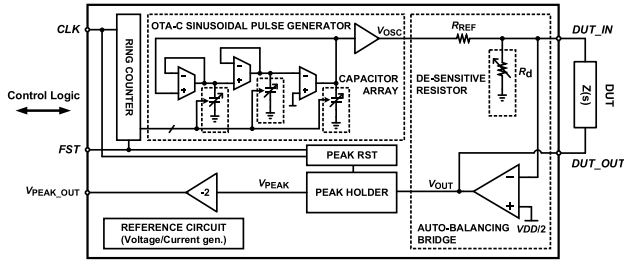 CLK
Control Logic
FST
VPEAK_OUT
RING COUNTER
OTA-C SINUSOIDAL PULSE GENERATOR
VOSC
CAPACITOR
ARRAY
RREF
DE-SENSITIVE
RESISTOR
Rd
DUT_IN
Z(s)
DUT
DUT_OUT
PEAK RST
PEAK HOLDER
VPEAK
-2
VOUT
VDD/2
AUTO-BALANCING
BRIDGE
REFERENCE CIRCUIT
(Voltage/Current gen.)